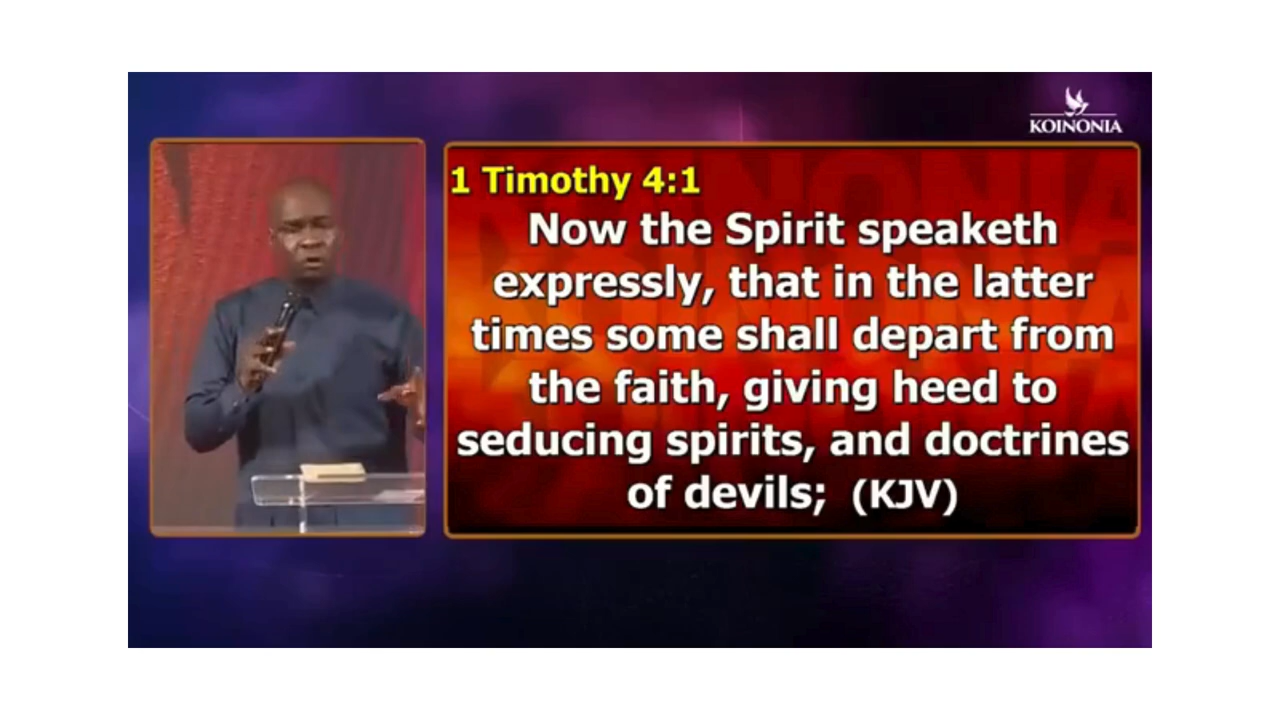 KOINONIA
1 Timothy 4:1
Now the Spirit speaketh
expressly, that in the latter
times some shall depart from
the faith, giving heed to
seducing spirits, and doctrines
of devils; (KJV)